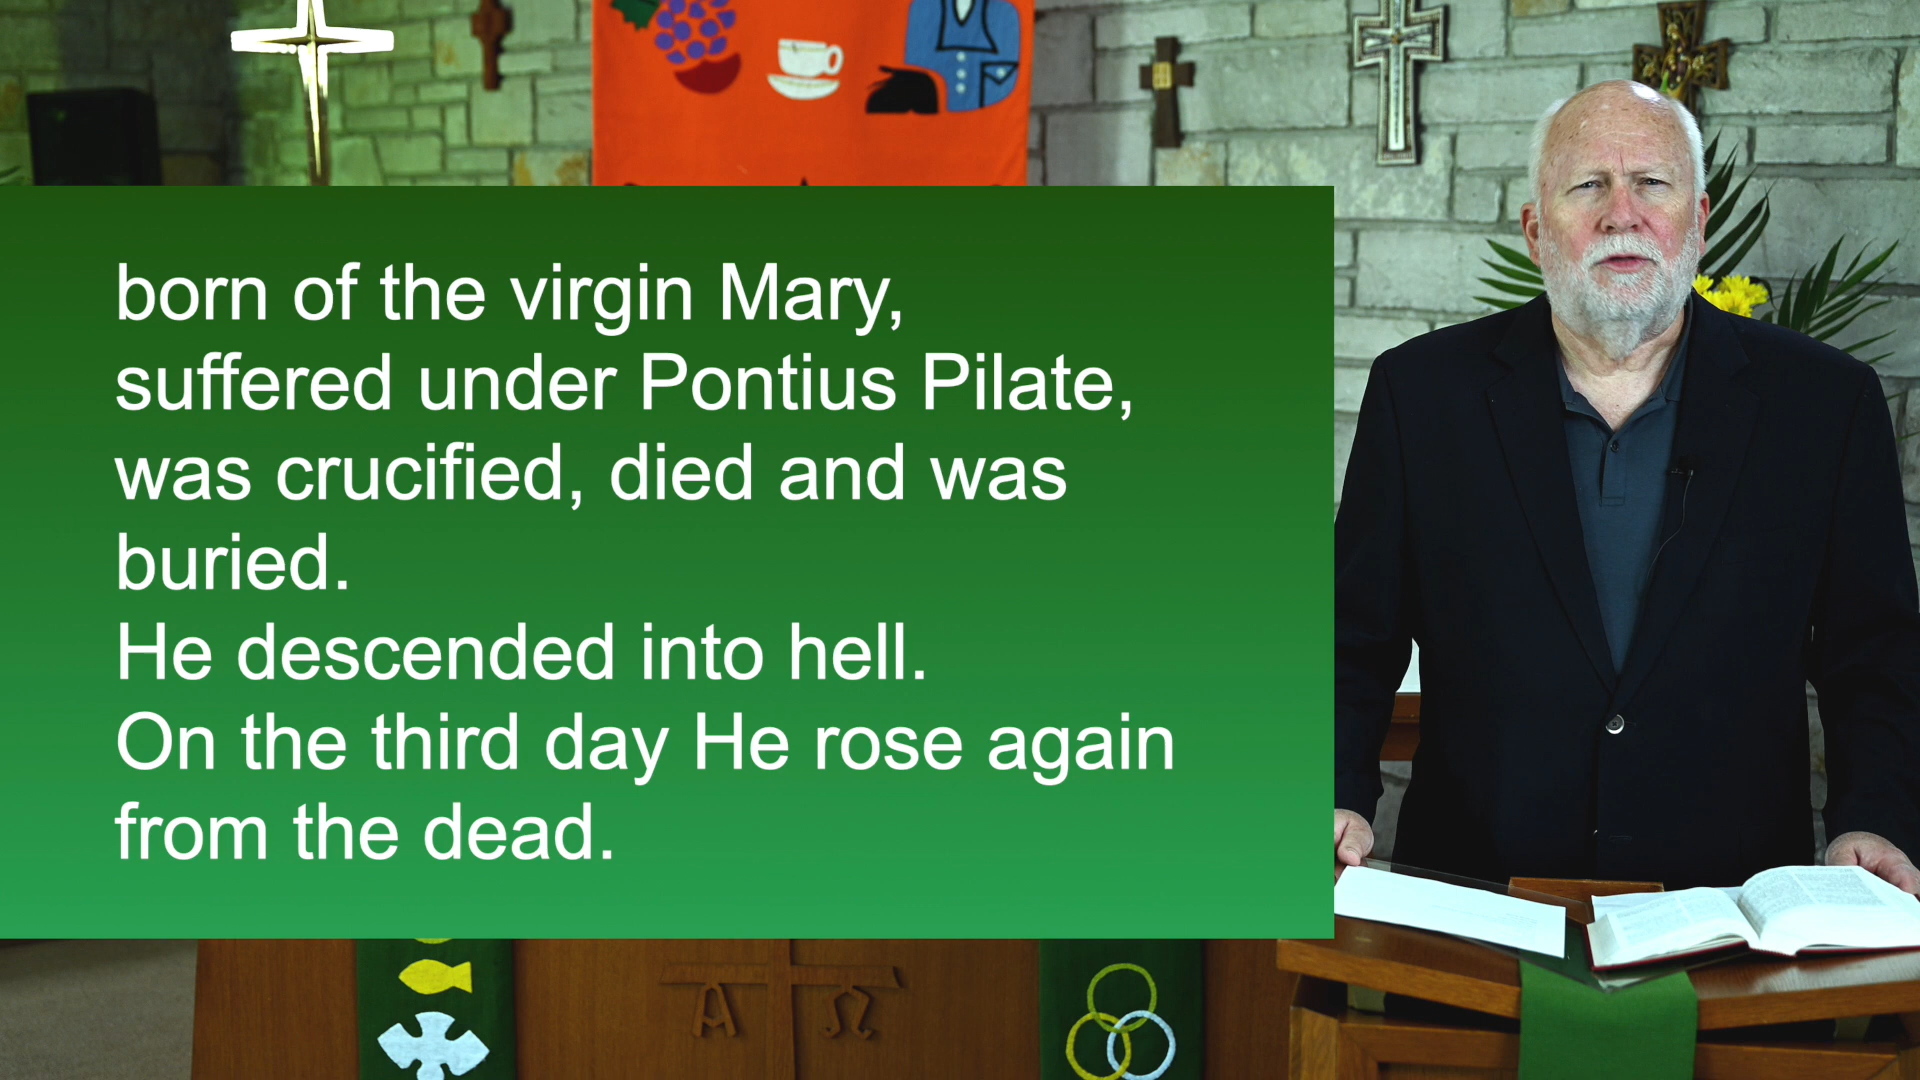 born of the virgin Mary,
suffered under Pontius Pilate,
was crucified, died and was
buried.
He descended into hell.
On the third day He rose again
from the dead.
Α Ω